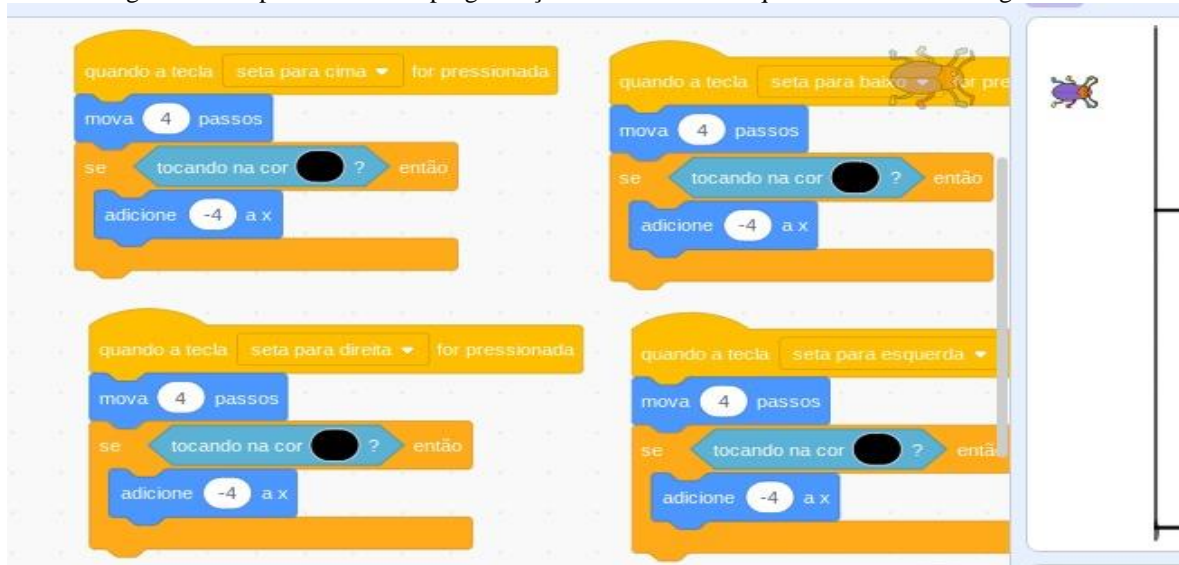 quando a tecla seta para cima for pressionada
mova 4 passos
se tocando na cor ? então
adicione -4 a x
quando a tecla seta para baixo
mova 4 passos
se tocando na cor ? então
adicione -4 a x
quando a tecla seta para direita for pressionada
mova 4 passos
se tocando na cor ? então
adicione -4 a x
quando a tecla seta para esquerda
mova 4 passos
se tocando na cor ?
adicione -4 a x